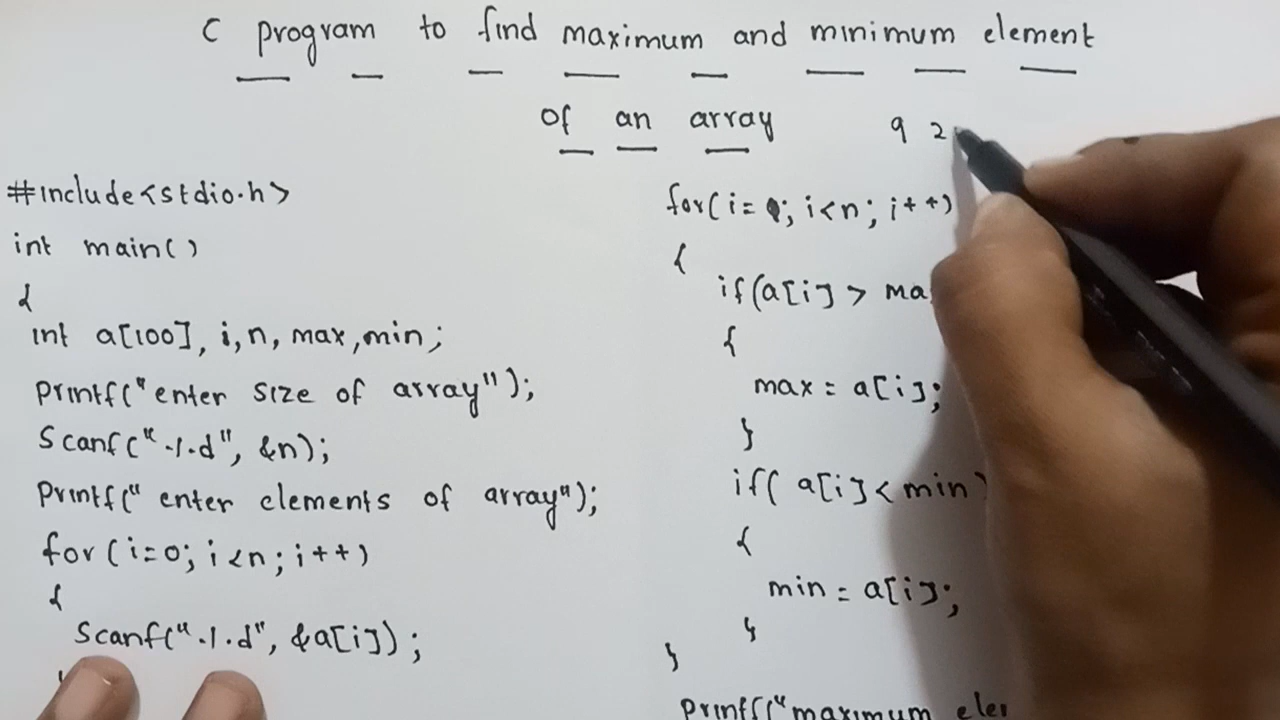 C program to find maximum and minimum element
of an array
9 2
#include<stdio.h>
int main()
{
int a[100], i,n, max,min;
printf("enter size of array");
Scanf("%d", &n);
printf(" enter elements of array");
for(i=0; i<n; i++)
{
Scanf("%d", &a[i]);
for(i= 0; i<n; i++)
{
if(a[i] >
{
max = a[i];
}
if( a[i]<min)
{
min = a[i];
}
}
printf("maximum